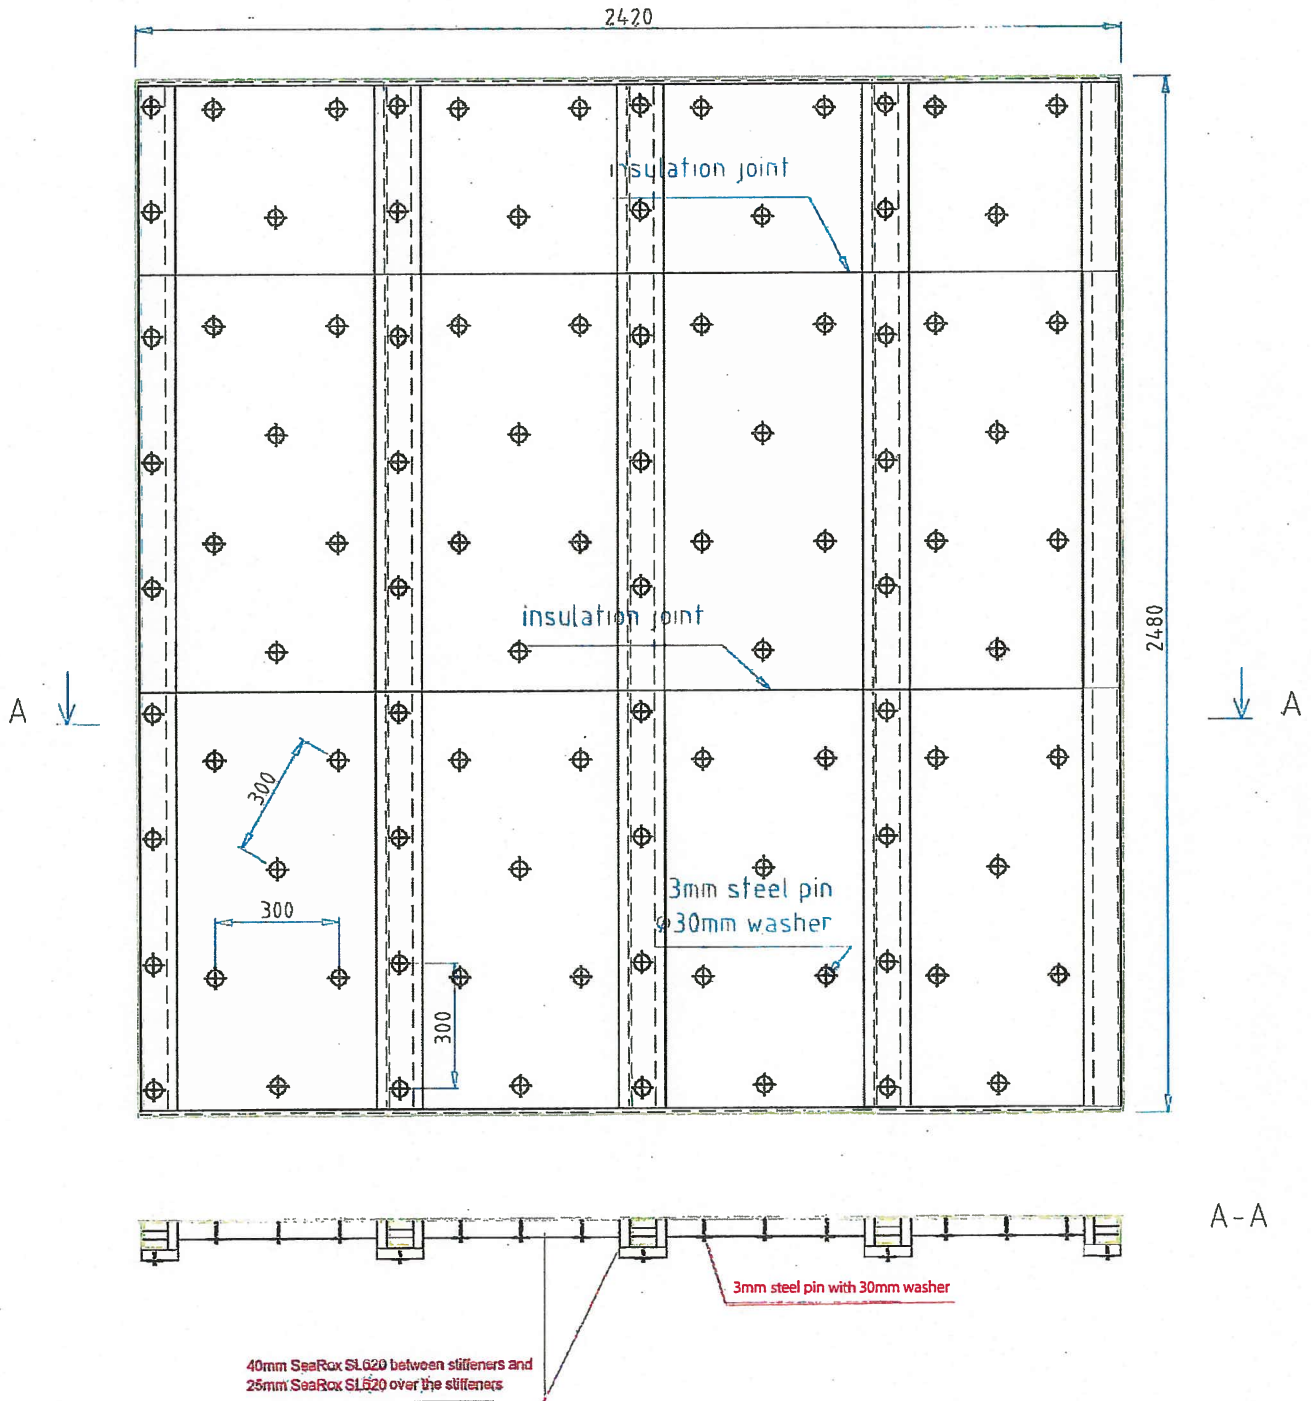 2420
insulation joint
insulation joint
2480
A
A
300
300
3mm steel pin
φ30mm washer
300
A-A
3mm steel pin with 30mm washer
40mm SeaRox SL620 between stiffeners and
25mm SeaRox SL620 over the stiffeners